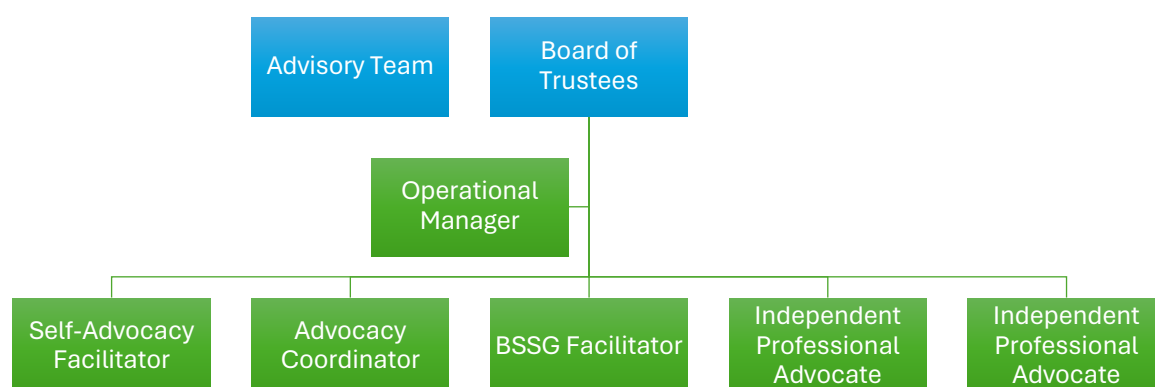 Advisory Team
Board of
Trustees
Operational
Manager
Self-Advocacy
Facilitator
Advocacy
Coordinator
BSSG Facilitator
Independent
Professional
Advocate
Independent
Professional
Advocate